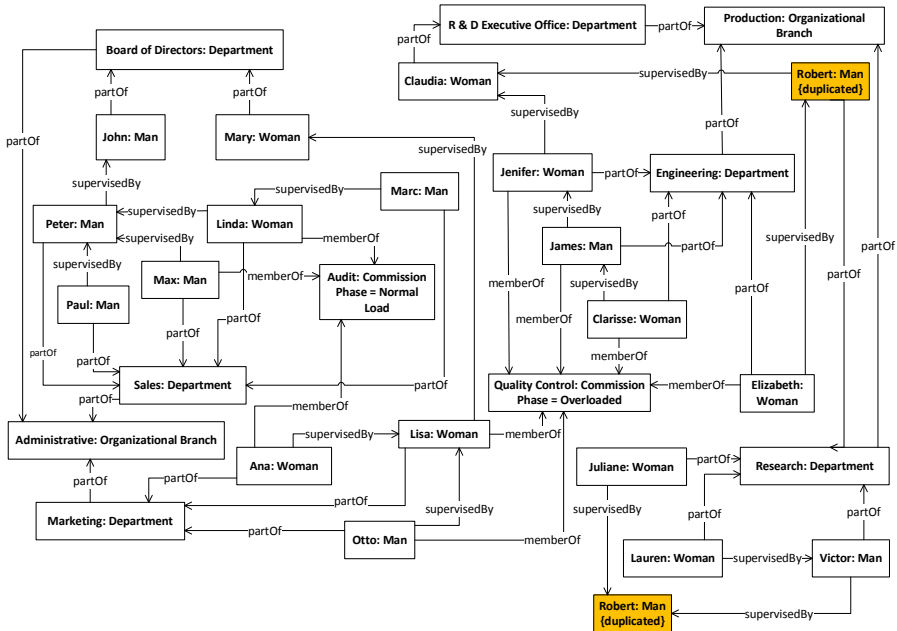 R & D Executive Office: Department
Production: Organizational
Branch
partOf
Board of Directors: Department
partOf
Claudia: Woman
supervisedBy
Robert: Man
{duplicated}
partOf
partOf
supervisedBy
partOf
partOf
John: Man
Mary: Woman
supervisedBy
Jenifer: Woman
partOf
Engineering: Department
supervisedBy
supervisedBy
Marc: Man
Peter: Man
supervisedBy
Linda: Woman
supervisedBy
supervisedBy
memberOf
James: Man
partOf
supervisedBy
partOf
partOf
supervisedBy
Max: Man
memberOf
Audit: Commission
Phase = Normal
Load
memberOf
supervisedBy
partOf
Paul: Man
partOf
memberOf
Clarisse: Woman
partOf
partOf
partOf
partOf
memberOf
Sales: Department
Quality Control: Commission
Phase = Overloaded
memberOf
Elizabeth:
Woman
partOf
memberOf
Administrative: Organizational Branch
supervisedBy
Lisa: Woman
memberOf
Ana: Woman
Juliane: Woman
partOf
Research: Department
partOf
partOf
partOf
Marketing: Department
partOf
supervisedBy
supervisedBy
partOf
partOf
Otto: Man
memberOf
Lauren: Woman
supervisedBy
Victor: Man
Robert: Man
{duplicated}
supervisedBy